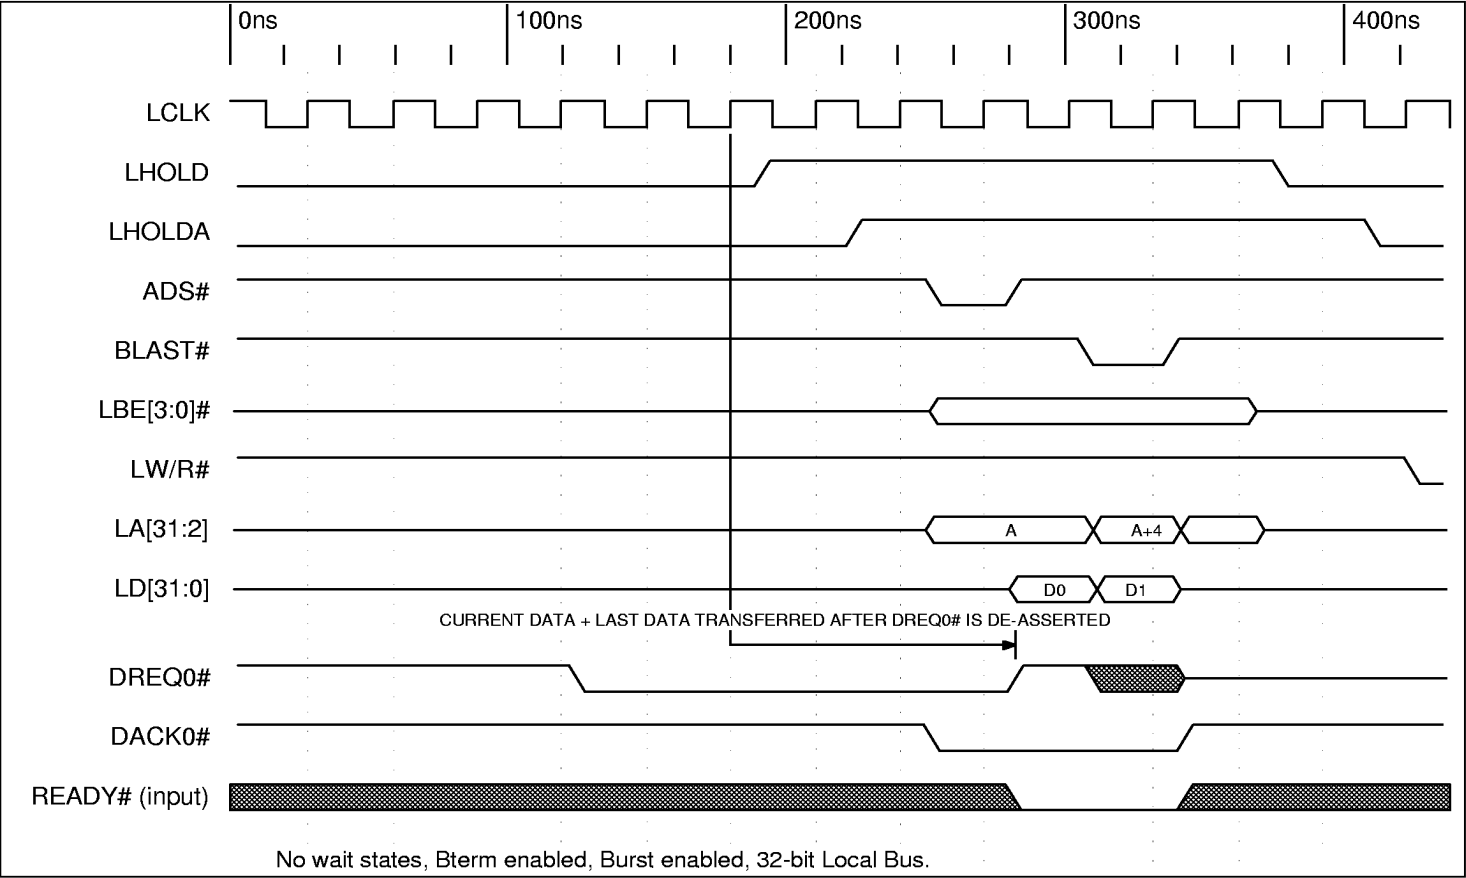 0ns 100ns 200ns 300ns 400ns
LCLK
LHOLD
LHOLDA
ADS#
BLAST#
LBE[3:0]#
LW/R#
LA[31:2] A A+4
LD[31:0] D0 D1
CURRENT DATA + LAST DATA TRANSFERRED AFTER DREQ0# IS DE-ASSERTED
DREQ0#
DACK0#
READY# (input)
No wait states, Bterm enabled, Burst enabled, 32-bit Local Bus.